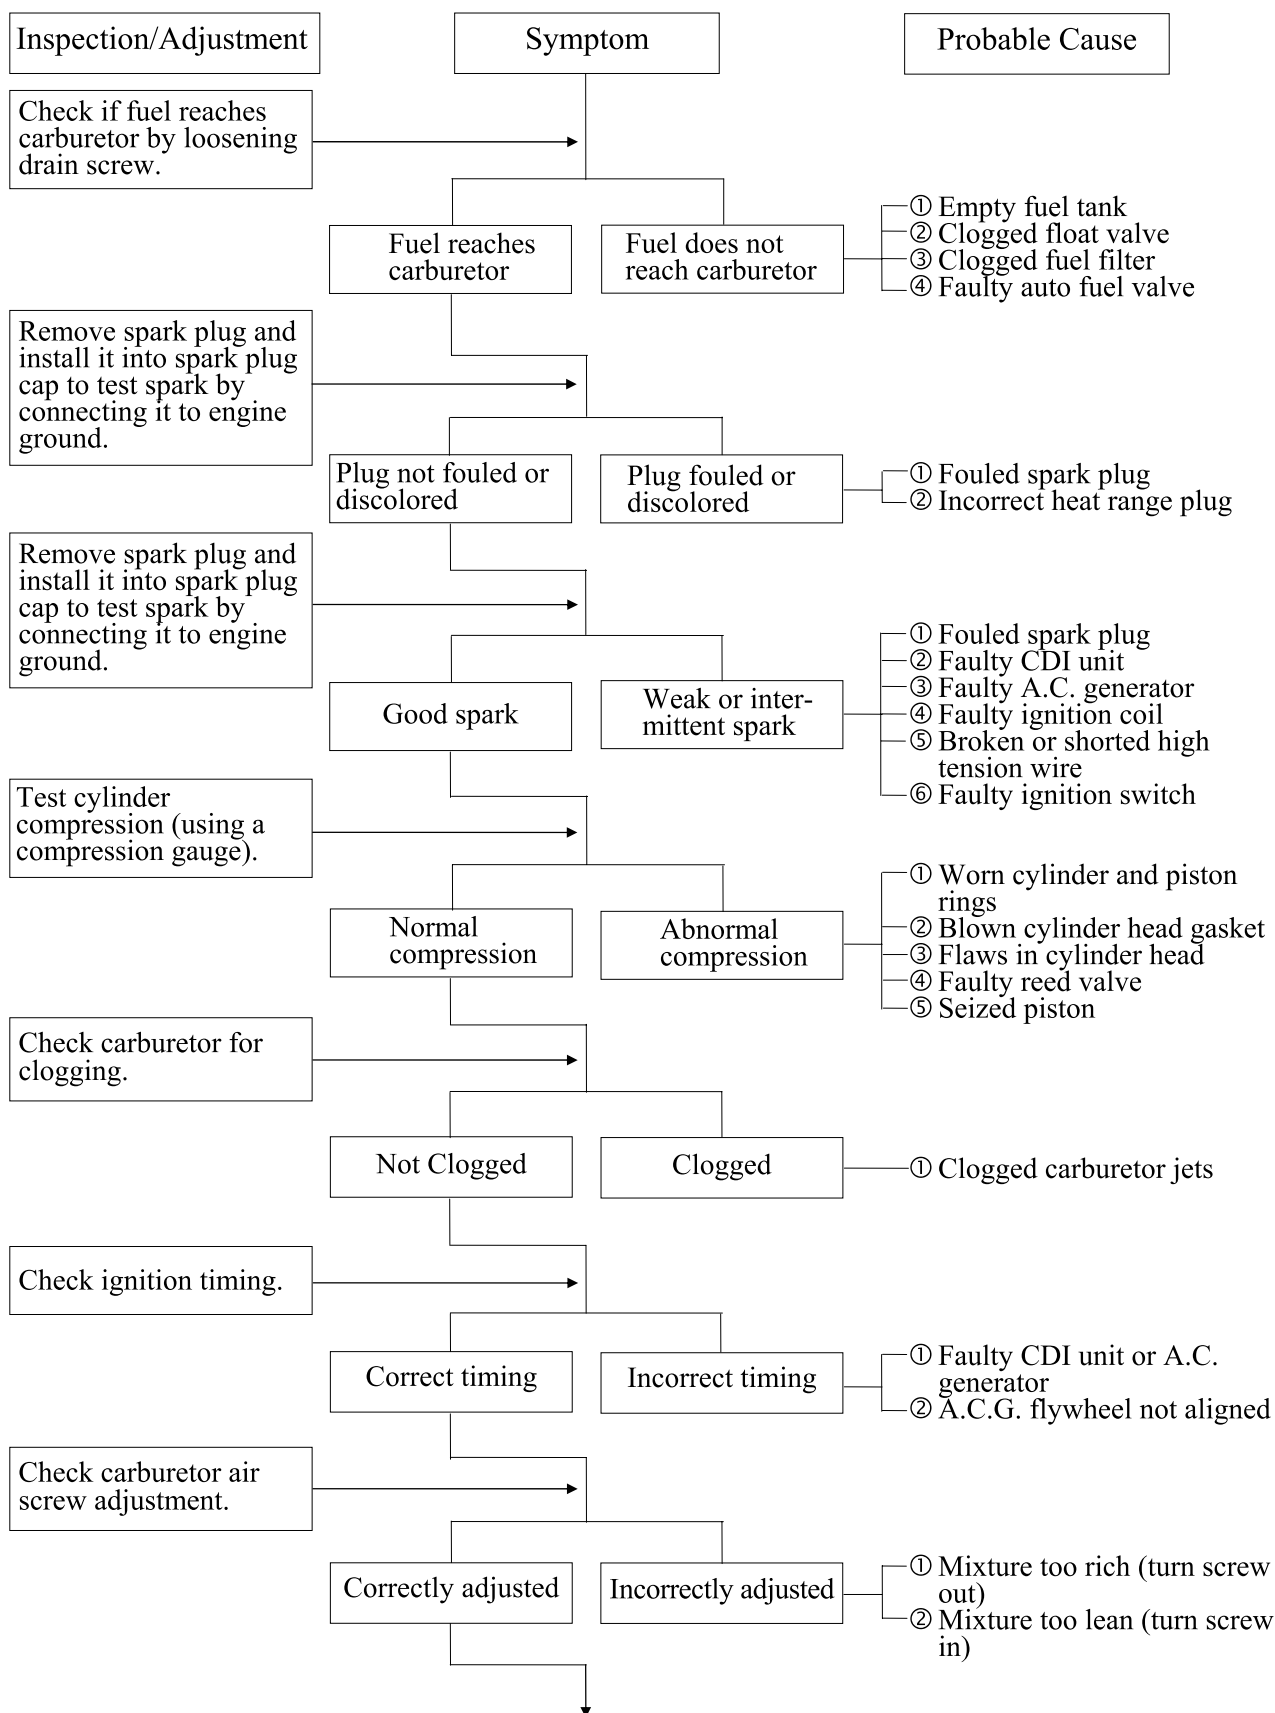 Inspection/Adjustment
Symptom
Probable Cause
Check if fuel reaches
carburetor by loosening
drain screw.
Fuel reaches
carburetor
Fuel does not
reach carburetor
① Empty fuel tank
② Clogged float valve
③ Clogged fuel filter
④ Faulty auto fuel valve
Remove spark plug and
install it into spark plug
cap to test spark by
connecting it to engine
ground.
Plug not fouled or
discolored
Plug fouled or
discolored
① Fouled spark plug
② Incorrect heat range plug
Remove spark plug and
install it into spark plug
cap to test spark by
connecting it to engine
ground.
Good spark
Weak or inter-
mittent spark
① Fouled spark plug
② Faulty CDI unit
③ Faulty A.C. generator
④ Faulty ignition coil
⑤ Broken or shorted high
tension wire
⑥ Faulty ignition switch
Test cylinder
compression (using a
compression gauge).
Normal
compression
Abnormal
compression
① Worn cylinder and piston
rings
② Blown cylinder head gasket
③ Flaws in cylinder head
④ Faulty reed valve
⑤ Seized piston
Check carburetor for
clogging.
Not Clogged
Clogged
① Clogged carburetor jets
Check ignition timing.
Correct timing
Incorrect timing
① Faulty CDI unit or A.C.
generator
② A.C.G. flywheel not aligned
Check carburetor air
screw adjustment.
Correctly adjusted
Incorrectly adjusted
① Mixture too rich (turn screw
out)
② Mixture too lean (turn screw
in)